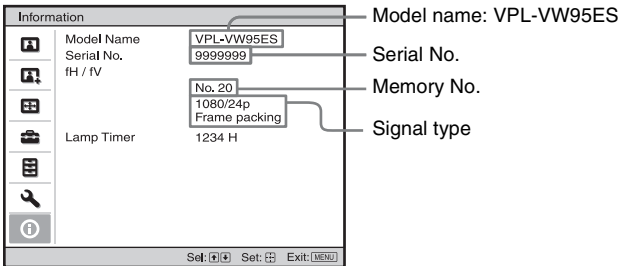 Information
Model Name VPL-VW95ES
Serial No. 9999999
fH / fV
No. 20
1080/24p
Frame packing
Lamp Timer 1234 H
Sel: Set: Exit: MENU
Model name: VPL-VW95ES
Serial No.
Memory No.
Signal type